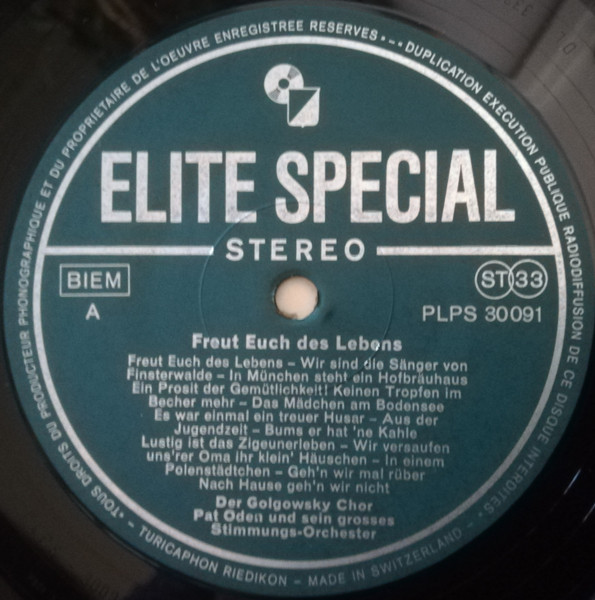 TOUS DROITS DU PRODUCTEUR PHONOGRAPHIQUE ET DU PROPRIETAIRE DE L'OEUVRE ENREGISTREE RESERVES • – • DUPLICATION EXECUTION PUBLIQUE RADIODIFFUSION DE CE DISQUE INTERDITES •
ELITE SPECIAL
STEREO
BIEM
ST 33
A
PLPS 30091
Freut Euch des Lebens
Freut Euch des Lebens – Wir sind die Sänger von
Finsterwalde – In München steht ein Hofbräuhaus
Ein Prosit der Gemütlichkeit! Keinen Tropfen im
Becher mehr – Das Mädchen am Bodensee
Es war einmal ein treuer Husar – Aus der
Jugendzeit – Bums er hat 'ne Kahle
Lustig ist das Zigeunerleben – Wir versaufen
uns'rer Oma ihr klein' Häuschen – In einem
Polenstädtchen – Geh'n wir mal rüber
Nach Hause geh'n wir nicht
Der Golgowsky Chor
Pat Oden und sein grosses
Stimmungs-Orchester
TURICAPHON RIEDIKON – MADE IN SWITZERLAND –